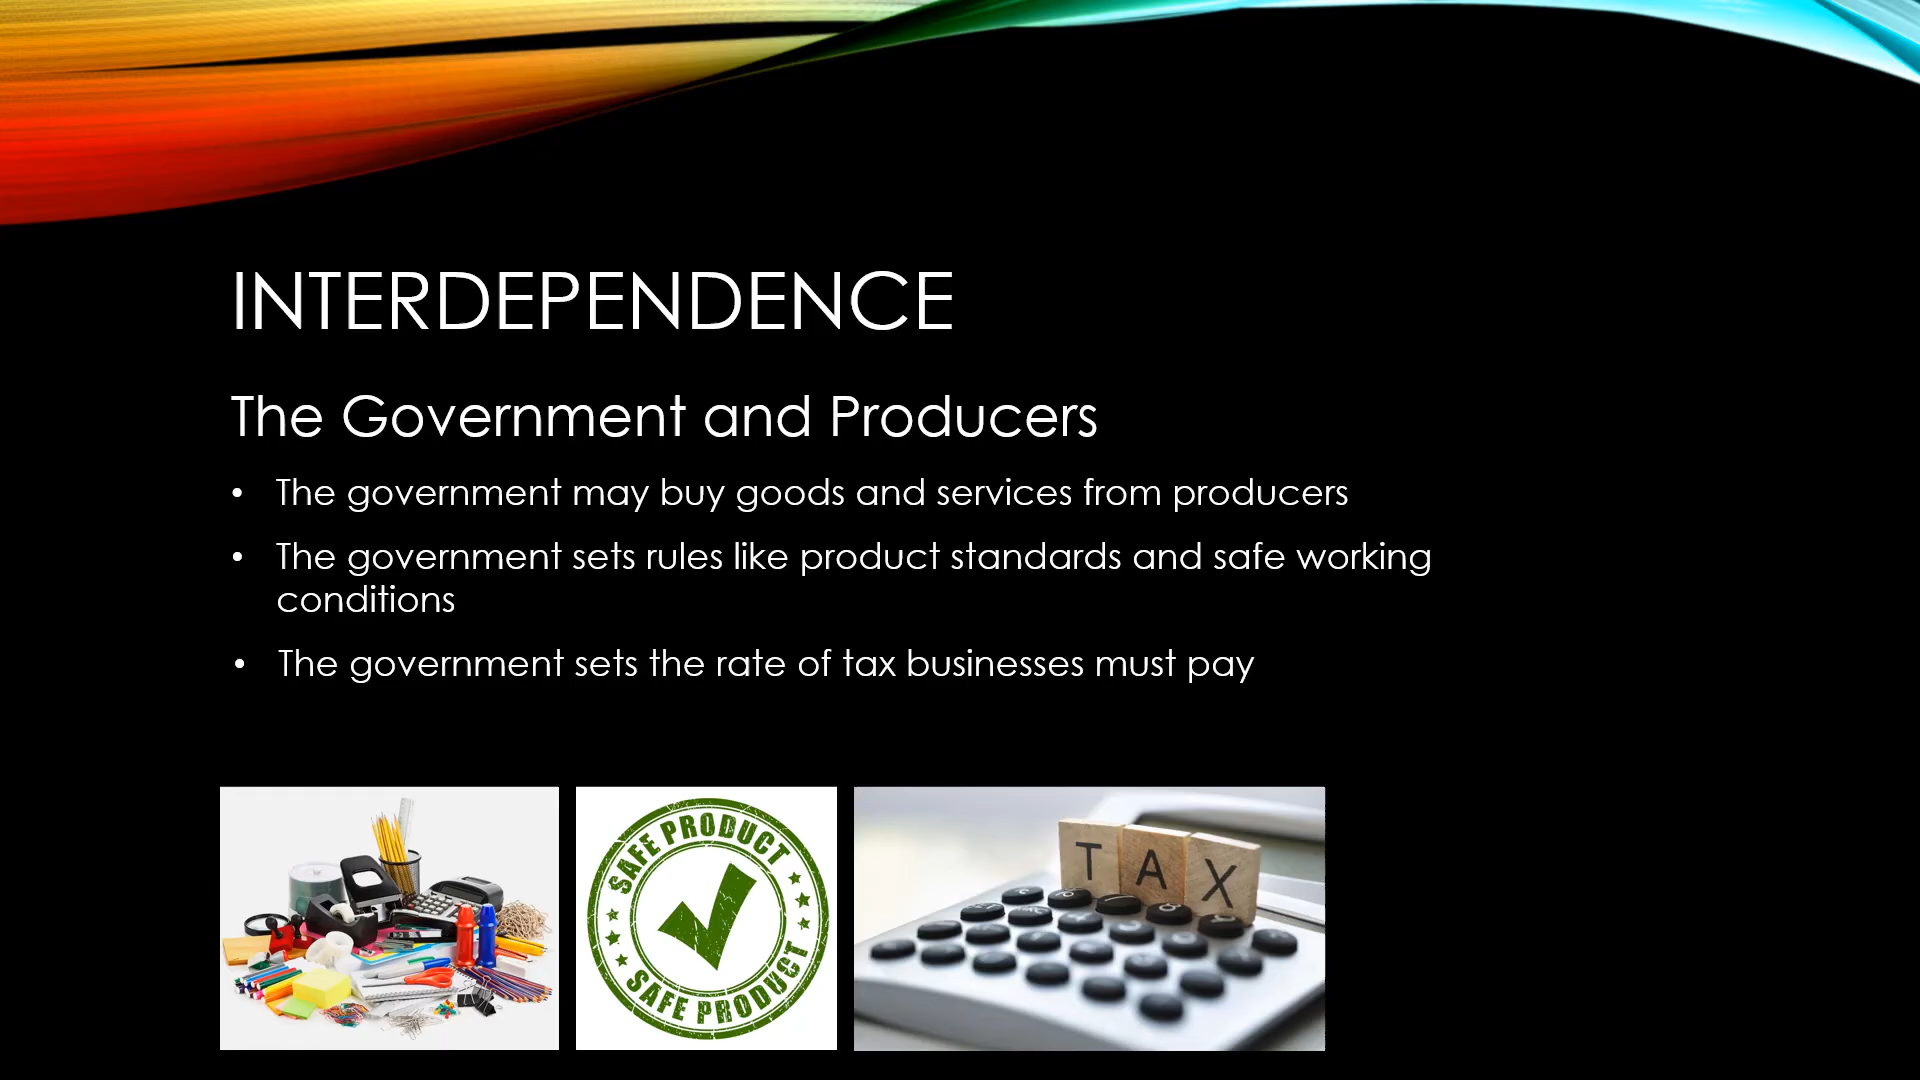 INTERDEPENDENCE
The Government and Producers
• The government may buy goods and services from producers
• The government sets rules like product standards and safe working
conditions
• The government sets the rate of tax businesses must pay
SAFE PRODUCT
SAFE PRODUCT
TAX